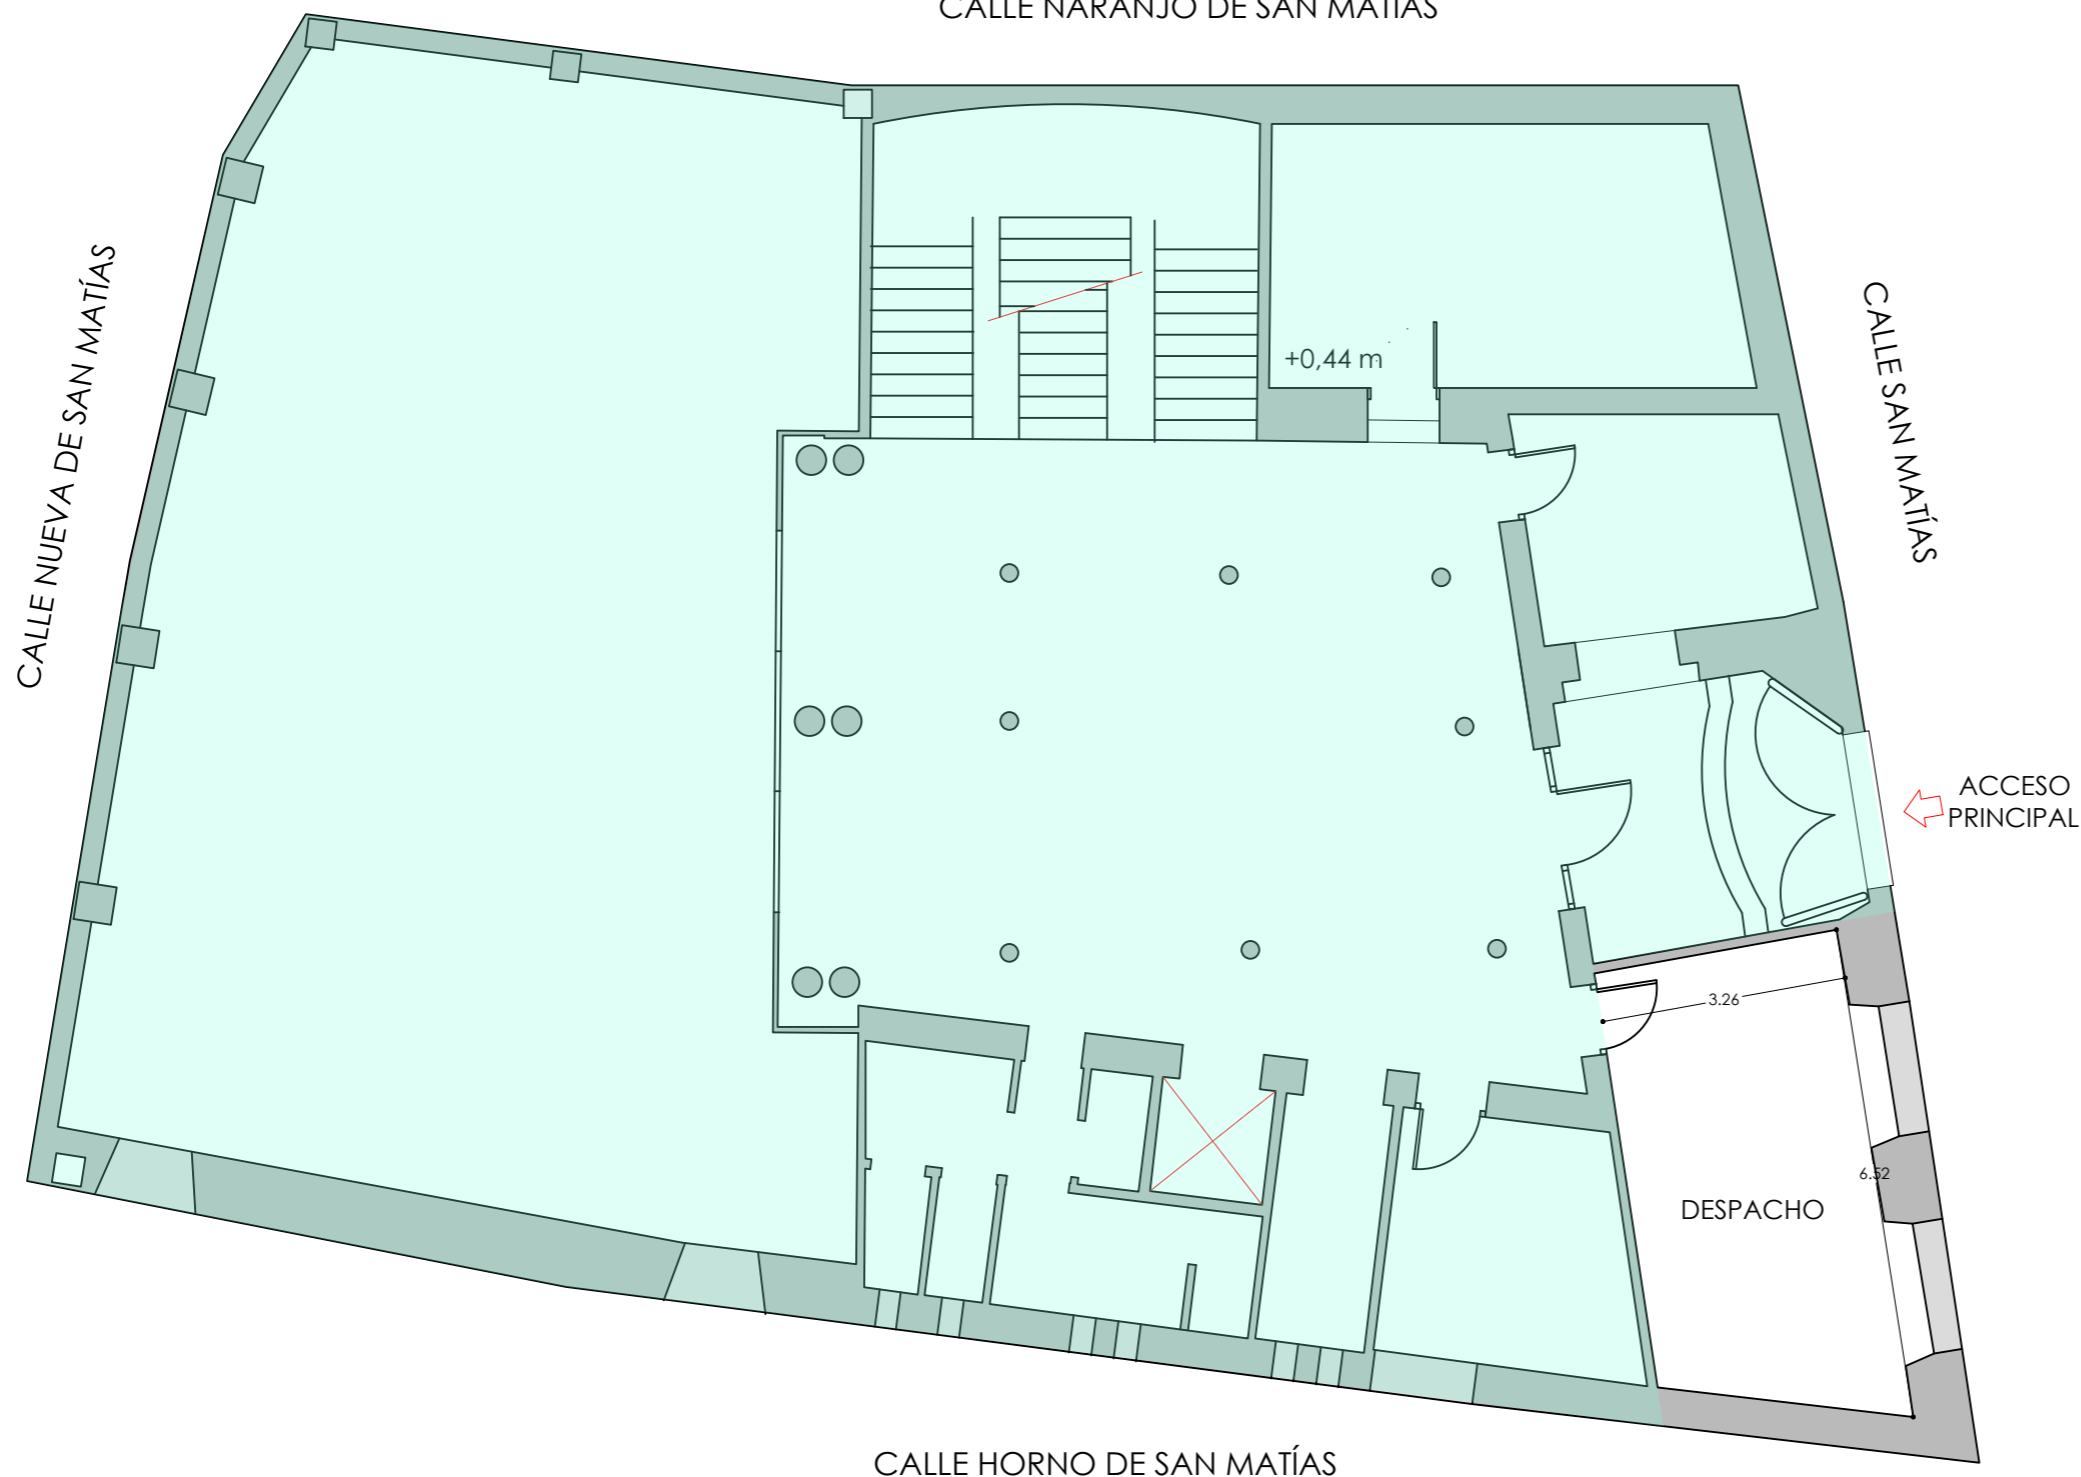 CALLE NARANJO DE SAN MATÍAS
CALLE NUEVA DE SAN MATÍAS
CALLE SAN MATÍAS
+0,44 m
ACCESO
PRINCIPAL
3.26
6.52
DESPACHO
CALLE HORNO DE SAN MATÍAS